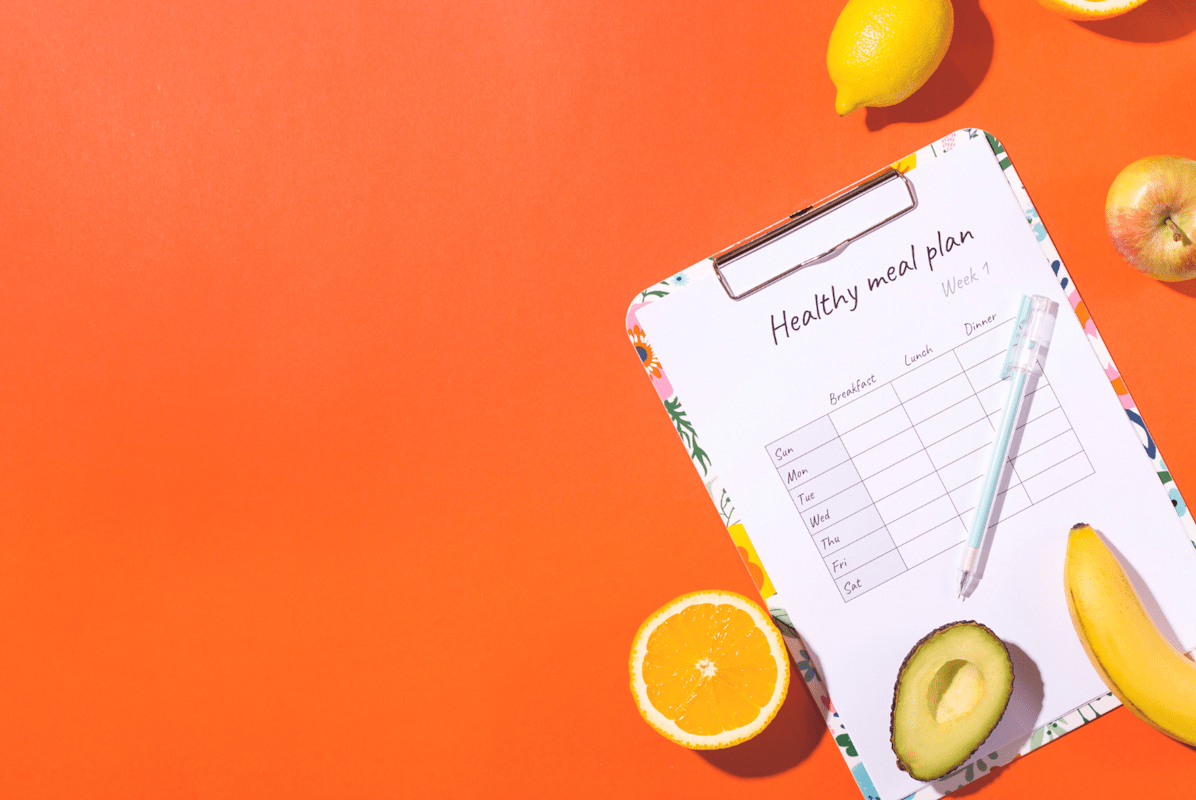 Healthy meal plan
Week 1
Breakfast Lunch Dinner
Sun
Mon
Tue
Wed
Thu
Fri
Sat